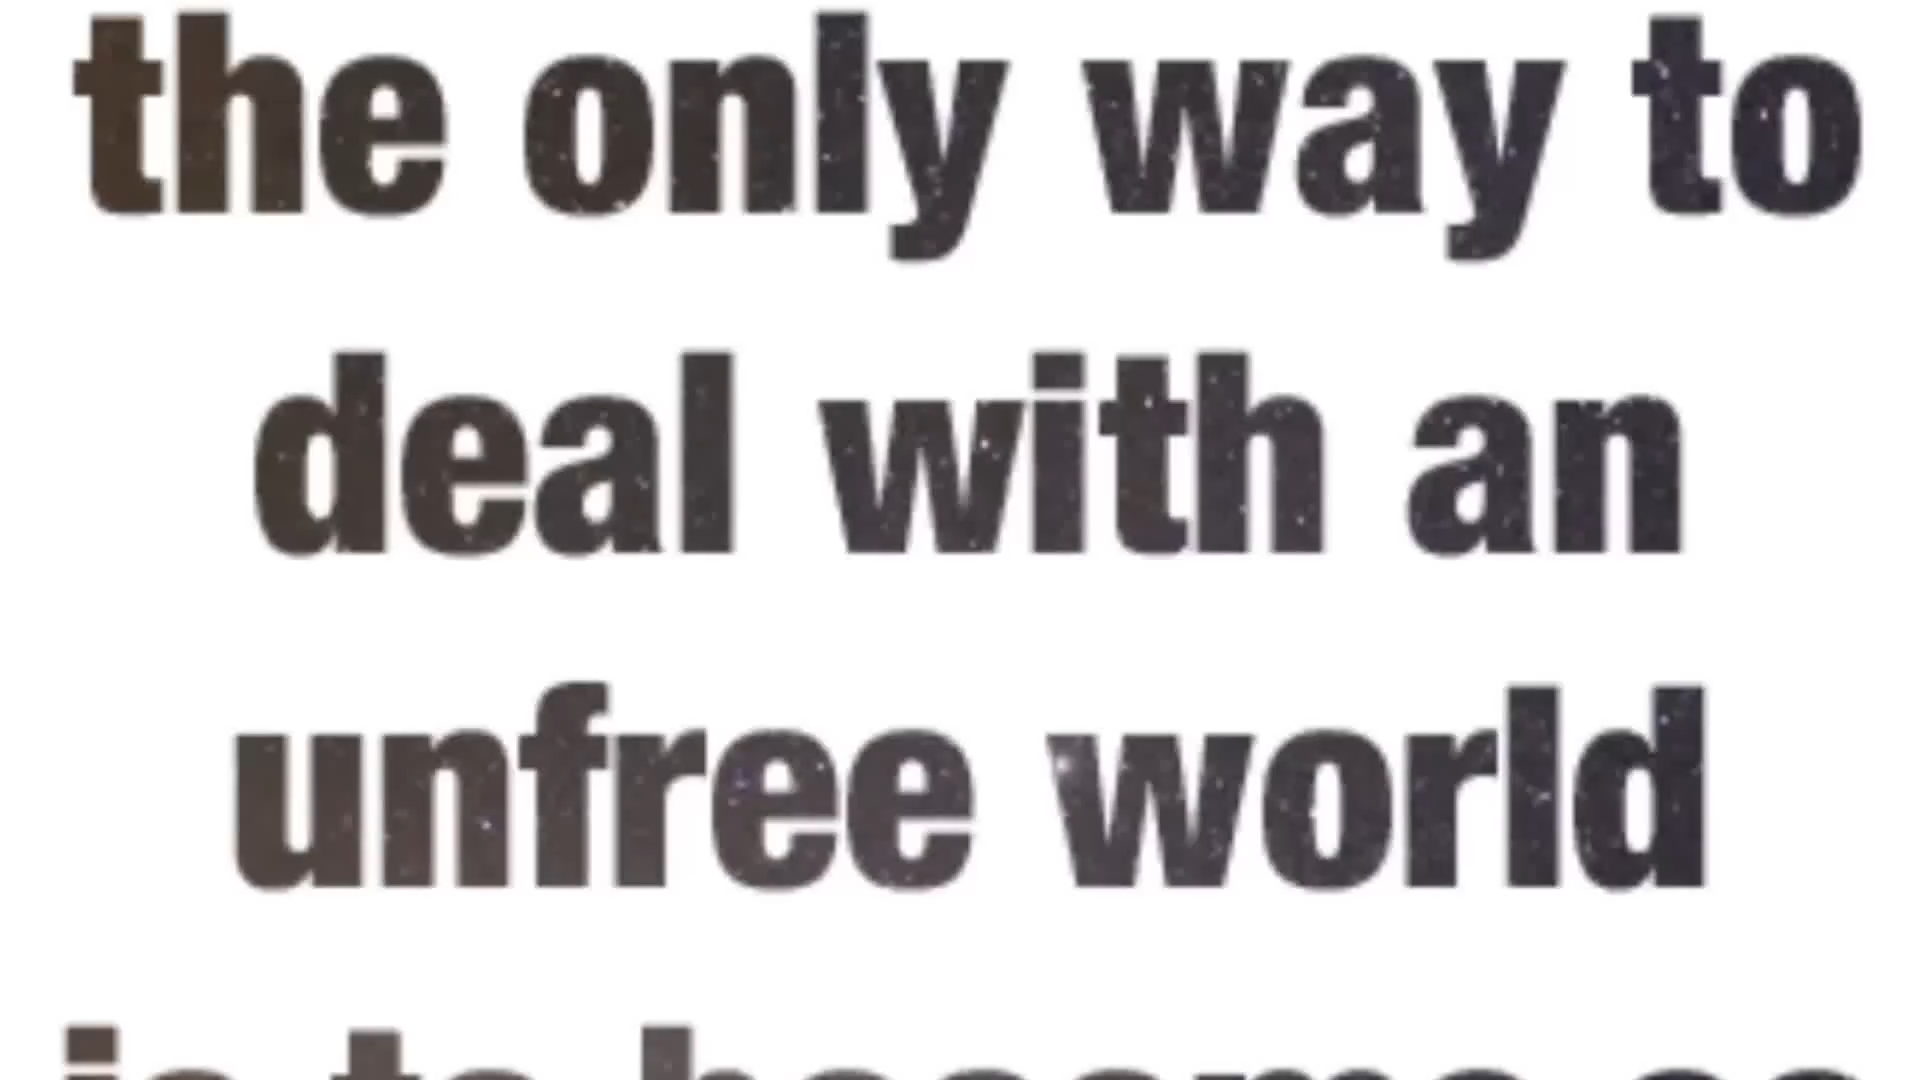 the only way to
deal with an
unfree world
is to become so